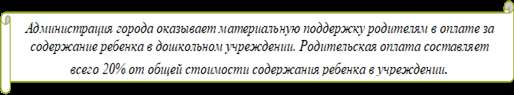 Администрация города оказывает материальную поддержку родителям в оплате за
содержание ребенка в дошкольном учреждении. Родительская оплата составляет
всего 20% от общей стоимости содержания ребенка в учреждении.